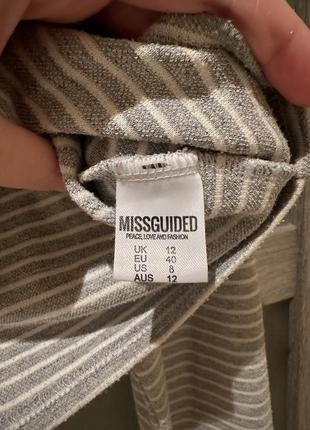 MISSGUIDED
PEACE, LOVE AND FASHION
UK 12
EU 40
US 8
AUS 12